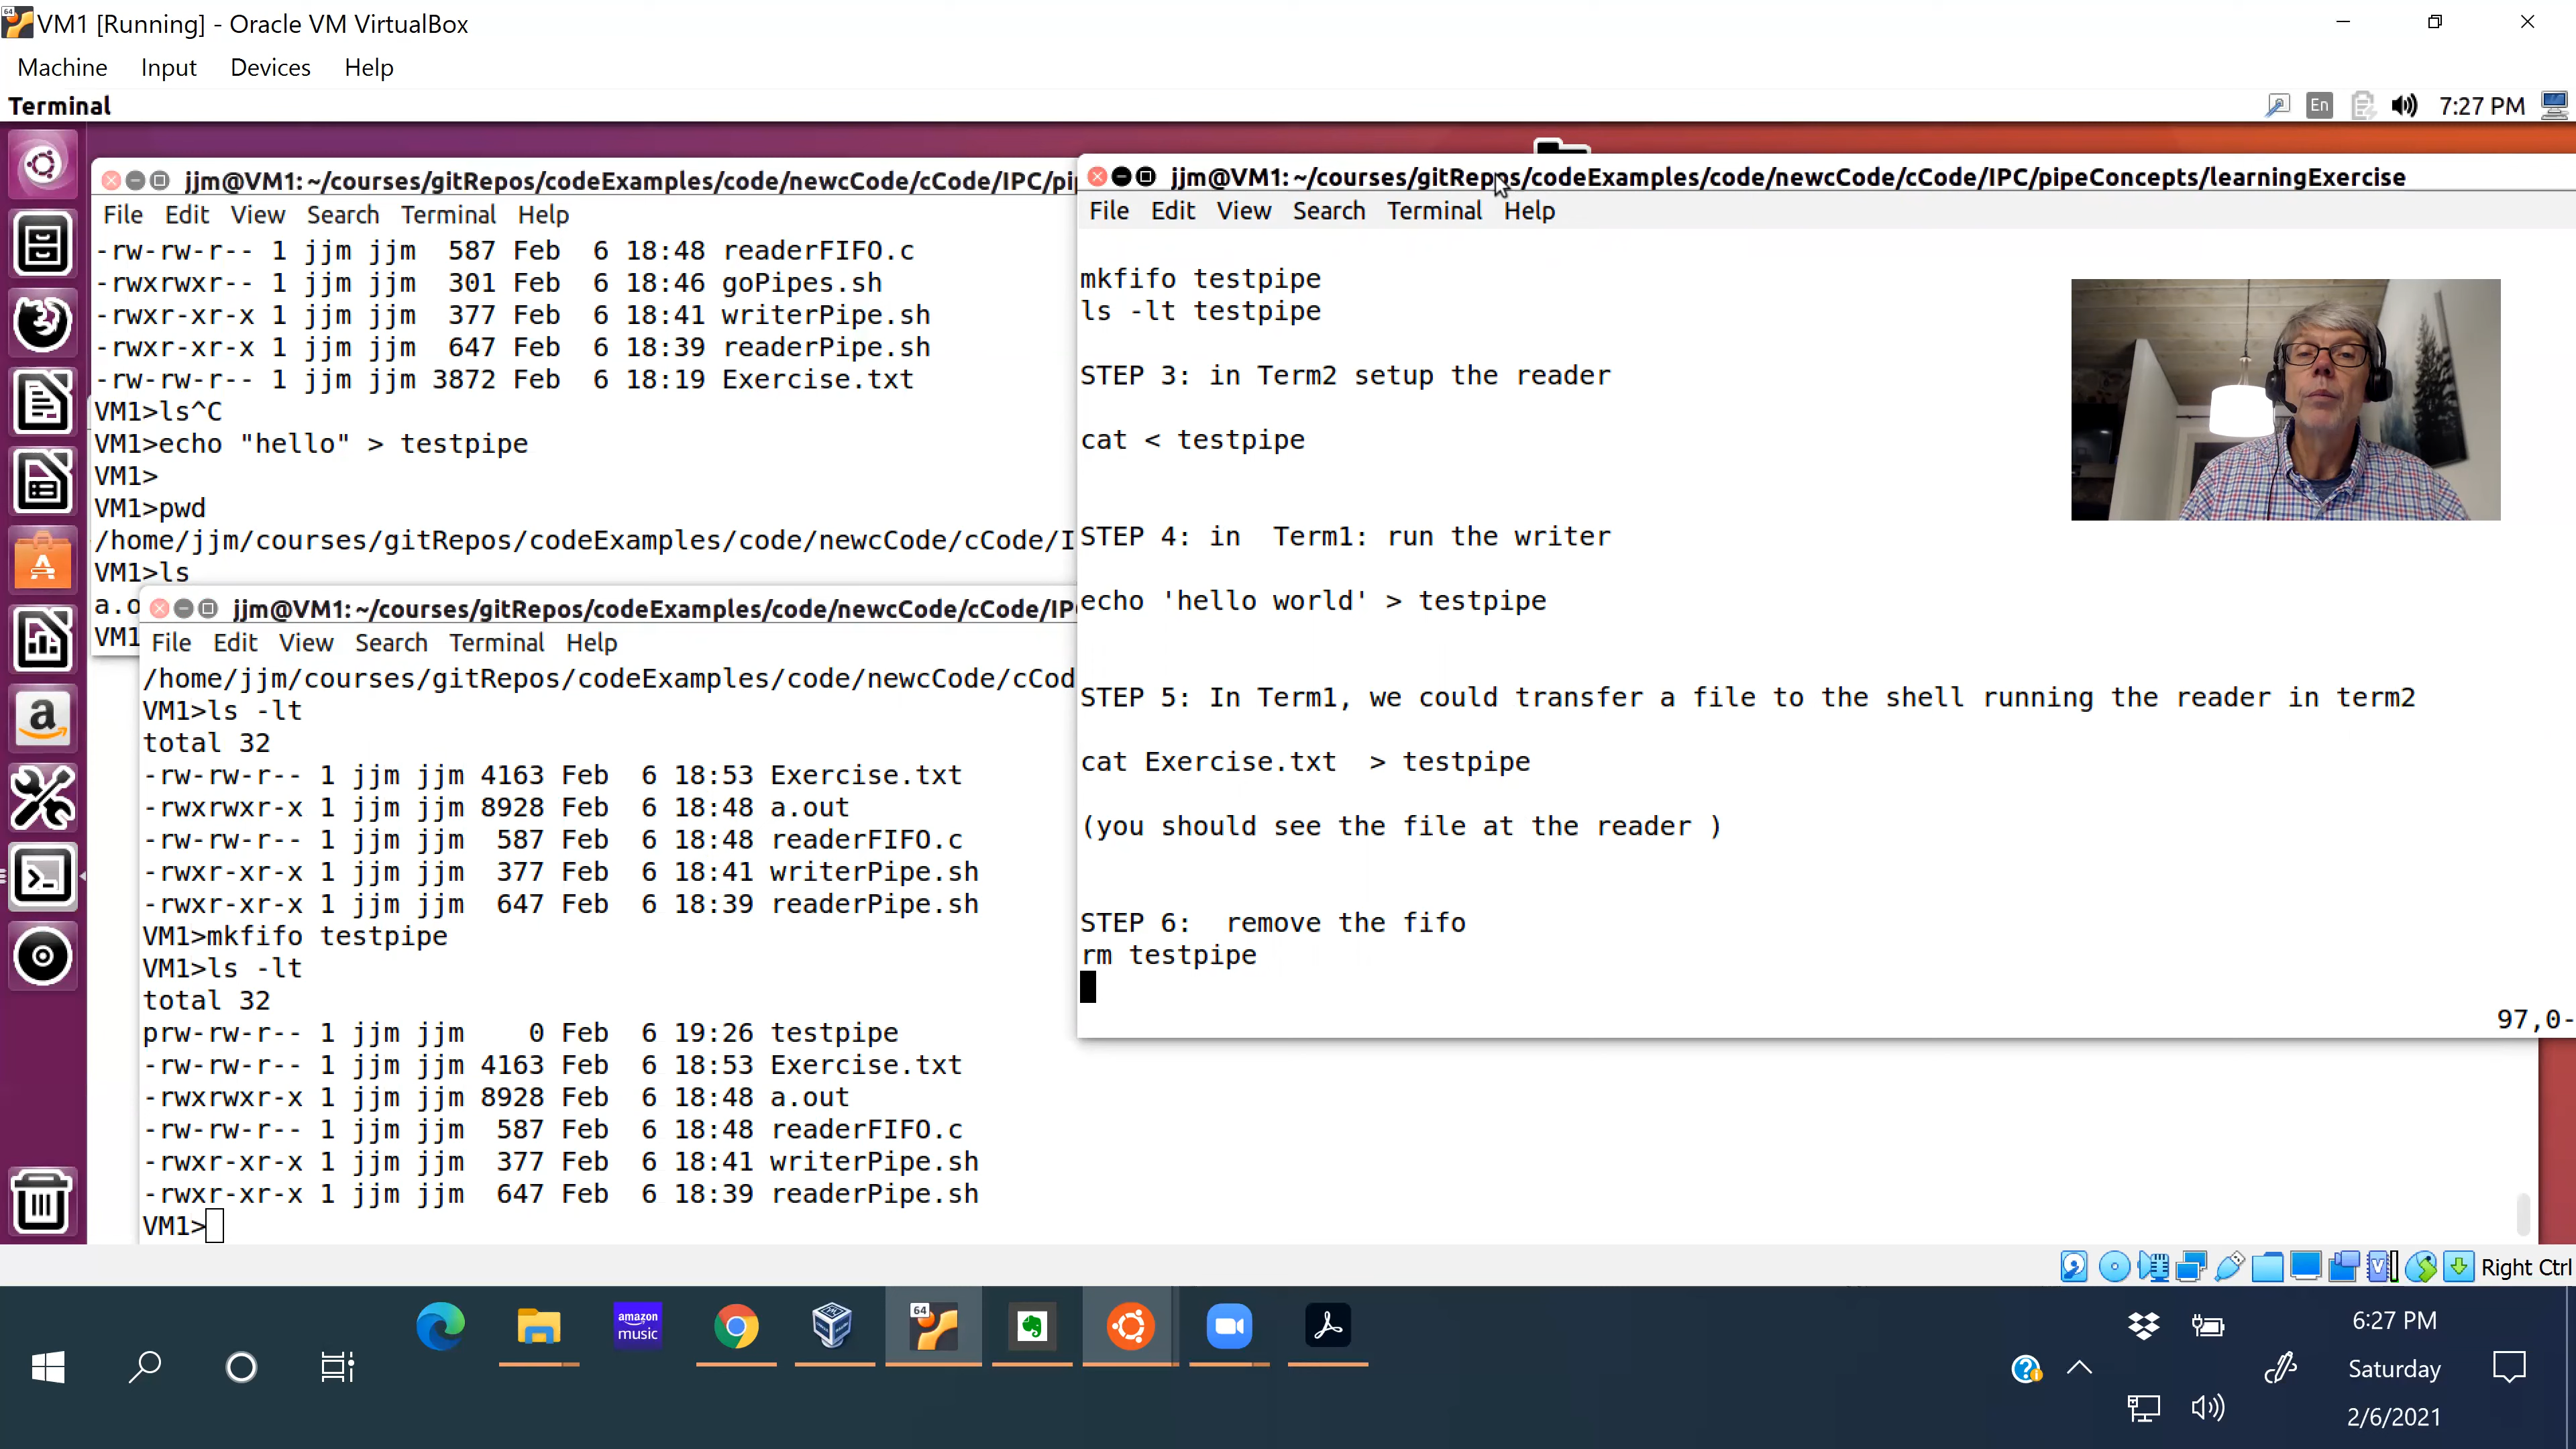 64
VM1 [Running] - Oracle VM VirtualBox
Machine Input Devices Help
Terminal
En
7:27 PM
jjm@VM1: ~/courses/gitRepos/codeExamples/code/newcCode/cCode/IPC/pip
File Edit View Search Terminal Help
-rw-rw-r-- 1 jjm jjm  587 Feb  6 18:48 readerFIFO.c
-rwxrwxr-- 1 jjm jjm  301 Feb  6 18:46 goPipes.sh
-rwxr-xr-x 1 jjm jjm  377 Feb  6 18:41 writerPipe.sh
-rwxr-xr-x 1 jjm jjm  647 Feb  6 18:39 readerPipe.sh
-rw-rw-r-- 1 jjm jjm 3872 Feb  6 18:19 Exercise.txt
VM1>ls^C
VM1>echo "hello" > testpipe
VM1>
VM1>pwd
/home/jjm/courses/gitRepos/codeExamples/code/newcCode/cCode/I
VM1>ls
a.o
VM1
jjm@VM1: ~/courses/gitRepos/codeExamples/code/newcCode/cCode/IPC
File Edit View Search Terminal Help
/home/jjm/courses/gitRepos/codeExamples/code/newcCode/cCod
VM1>ls -lt
total 32
-rw-rw-r-- 1 jjm jjm 4163 Feb  6 18:53 Exercise.txt
-rwxrwxr-x 1 jjm jjm 8928 Feb  6 18:48 a.out
-rw-rw-r-- 1 jjm jjm  587 Feb  6 18:48 readerFIFO.c
-rwxr-xr-x 1 jjm jjm  377 Feb  6 18:41 writerPipe.sh
-rwxr-xr-x 1 jjm jjm  647 Feb  6 18:39 readerPipe.sh
VM1>mkfifo testpipe
VM1>ls -lt
total 32
prw-rw-r-- 1 jjm jjm    0 Feb  6 19:26 testpipe
-rw-rw-r-- 1 jjm jjm 4163 Feb  6 18:53 Exercise.txt
-rwxrwxr-x 1 jjm jjm 8928 Feb  6 18:48 a.out
-rw-rw-r-- 1 jjm jjm  587 Feb  6 18:48 readerFIFO.c
-rwxr-xr-x 1 jjm jjm  377 Feb  6 18:41 writerPipe.sh
-rwxr-xr-x 1 jjm jjm  647 Feb  6 18:39 readerPipe.sh
VM1>
jjm@VM1: ~/courses/gitRepos/codeExamples/code/newcCode/cCode/IPC/pipeConcepts/learningExercise
File Edit View Search Terminal Help
mkfifo testpipe
ls -lt testpipe
STEP 3: in Term2 setup the reader
cat < testpipe
STEP 4: in  Term1: run the writer
echo 'hello world' > testpipe
STEP 5: In Term1, we could transfer a file to the shell running the reader in term2
cat Exercise.txt  > testpipe
(you should see the file at the reader )
STEP 6:  remove the fifo
rm testpipe
97,0-
Right Ctrl
amazon music
64
6:27 PM
Saturday
2/6/2021